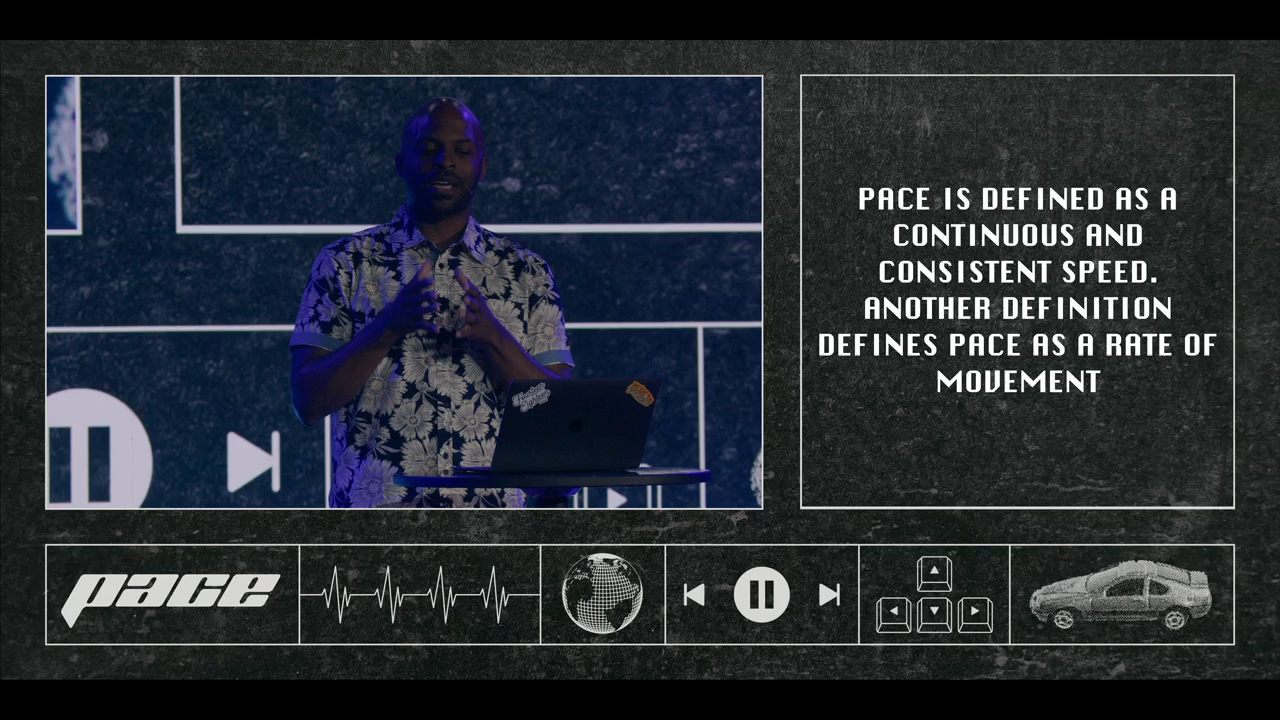 PACE IS DEFINED AS A
CONTINUOUS AND
CONSISTENT SPEED.
ANOTHER DEFINITION
DEFINES PACE AS A RATE OF
MOVEMENT
pace